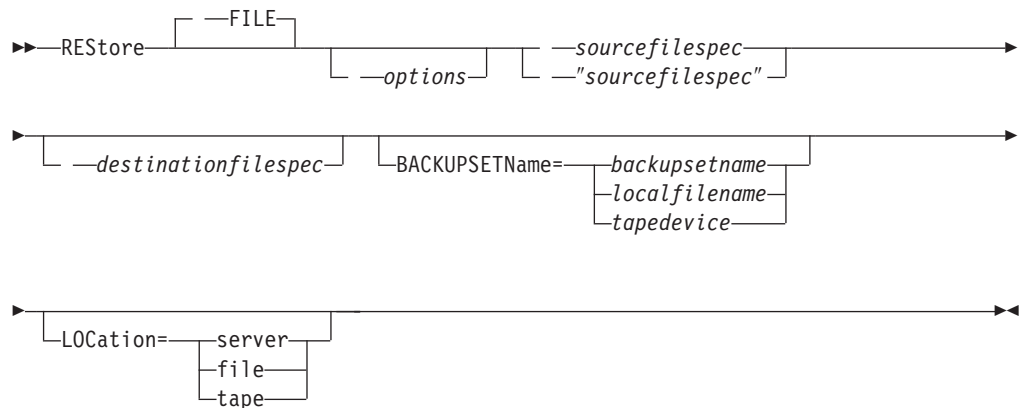 FILE
REStore
options
sourcefilespec
"sourcefilespec"
destinationfilespec
BACKUPSETName=
backupsetname
localfilename
tapedevice
LOCation=
server
file
tape